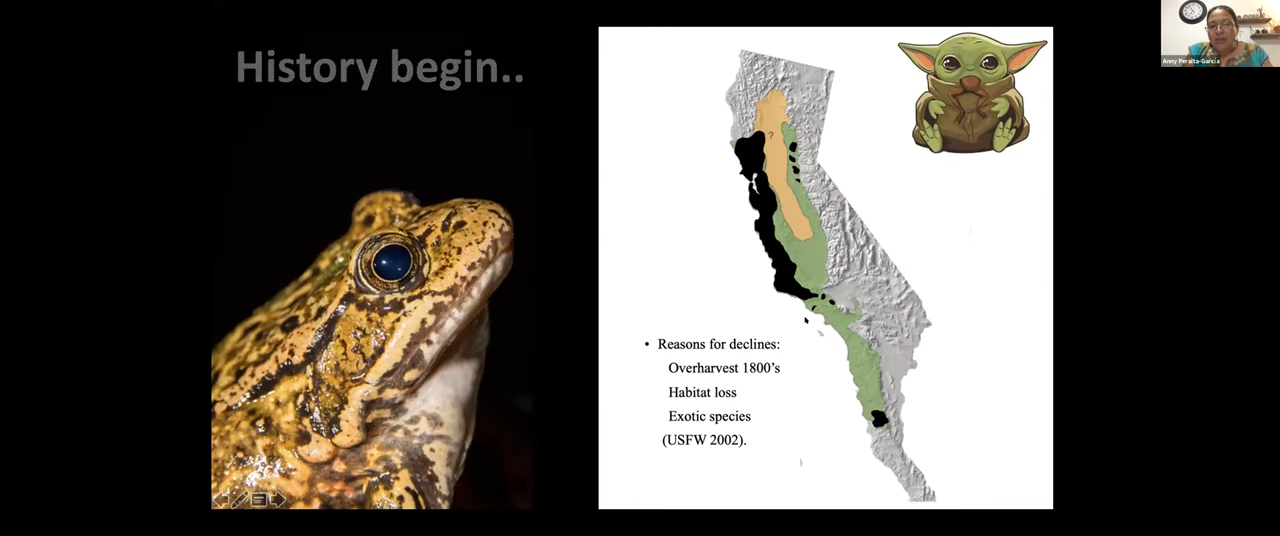 History begin..
?
• Reasons for declines:
Overharvest 1800’s
Habitat loss
Exotic species
(USFW 2002).
Anny Peralta-Garcia